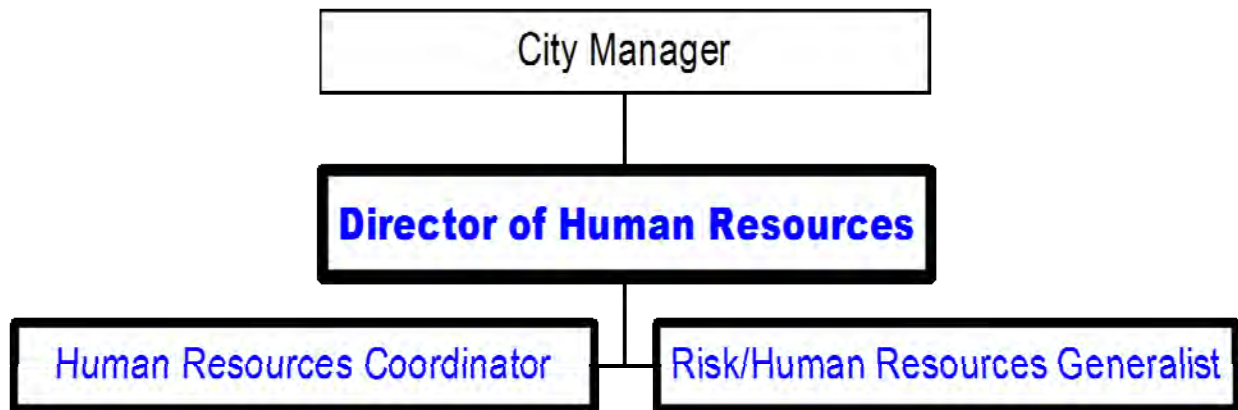 City Manager
Director of Human Resources
Human Resources Coordinator
Risk/Human Resources Generalist